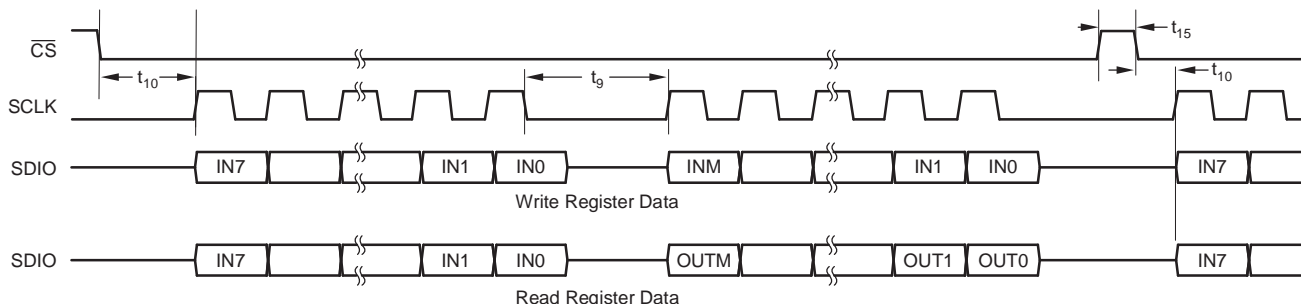 CS t10 t15
SCLK t9 t10
SDIO IN7 IN1 IN0 INM IN1 IN0 IN7
Write Register Data
SDIO IN7 IN1 IN0 OUTM OUT1 OUT0 IN7
Read Register Data